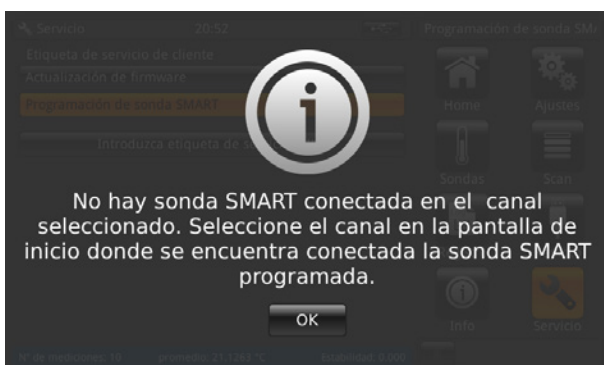 Servicio
20:52
Programación de sonda SM
Etiqueta de servicio de cliente
Actualización de firmware
Programación de sonda SMART
Introduzca etiqueta de
Home
Ajustes
Sondas
Scan
No hay sonda SMART conectada en el canal
seleccionado. Seleccione el canal en la pantalla de
inicio donde se encuentra conectada la sonda SMART
programada.
OK
Info
Servicio
N° de mediciones: 10 promedio: 21.1263 °C Estabilidad: 0.000